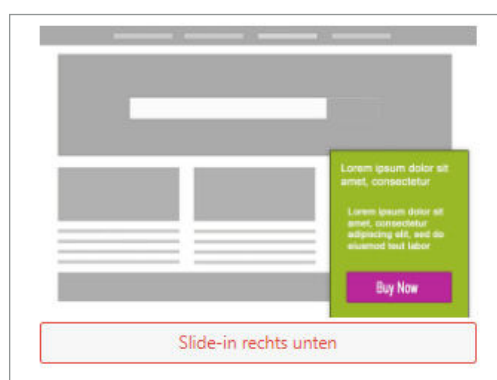 Lorem ipsum dolor sit
amet, consectetur
Lorem ipsum dolor sit
amet, consectetur
adipiscing elit, sed do
eiusmod tout labor
Buy Now
Slide-in rechts unten